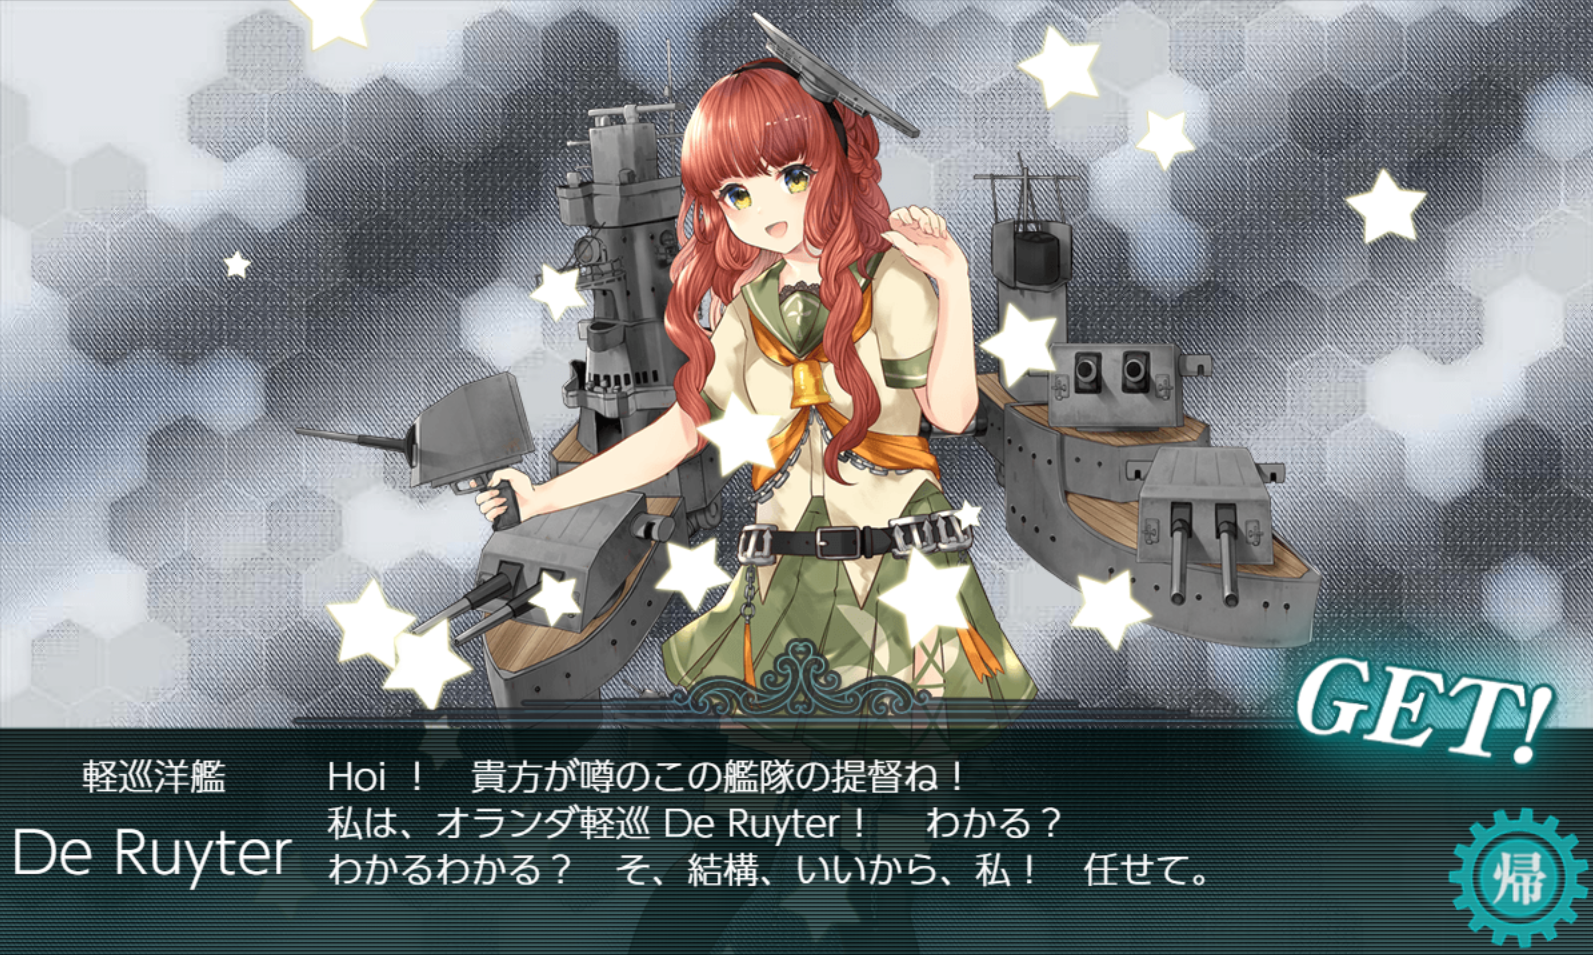 GET!
軽巡洋艦
De Ruyter
Hoi ！　貴方が噂のこの艦隊の提督ね！
私は、オランダ軽巡 De Ruyter！　わかる？
わかるわかる？　そ、結構、いいから、私！　任せて。
帰